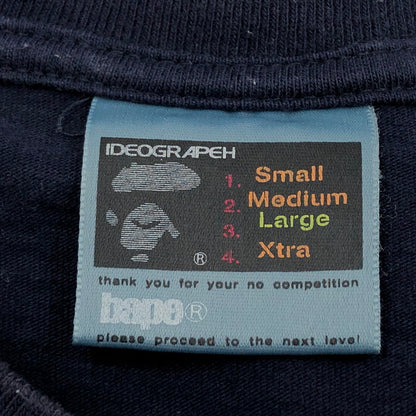 IDEOGRAPEH
1. Small
2. Medium
3. Large
4. Xtra
®
thank you for your no competition
bape®
please proceed to the next level